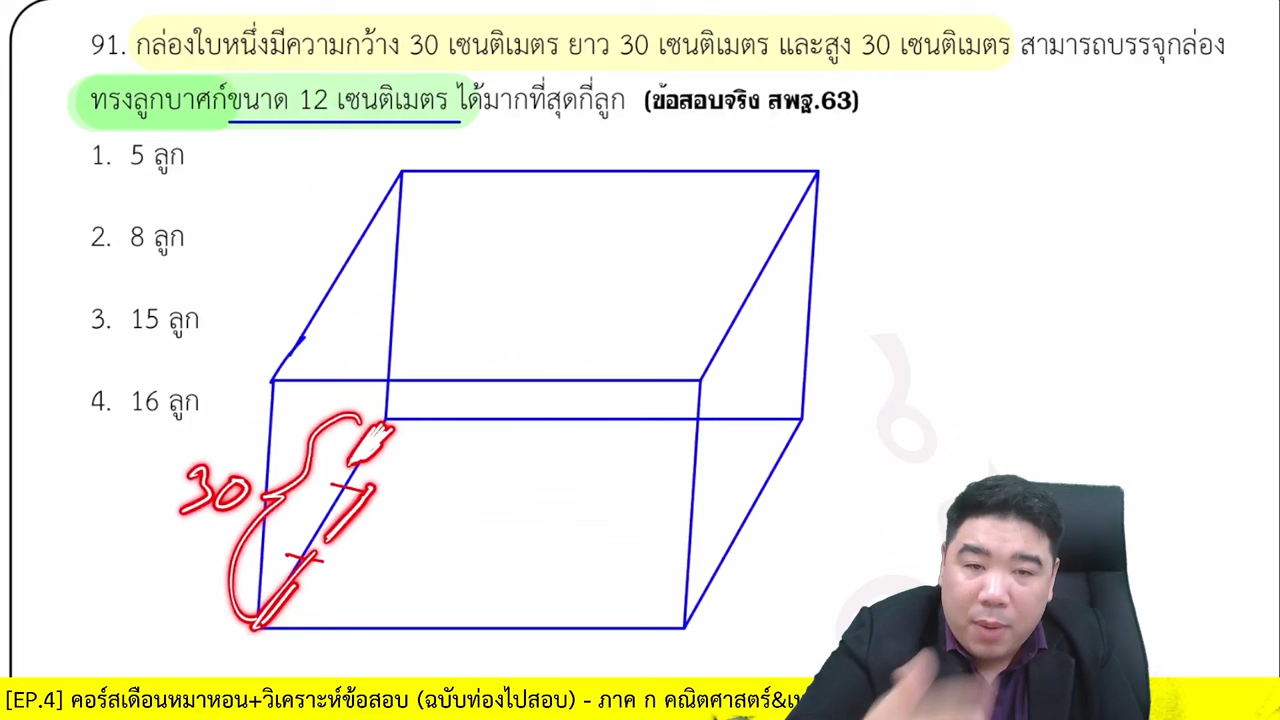 91. กล่องใบหนึ่งมีความกว้าง 30 เซนติเมตร ยาว 30 เซนติเมตร และสูง 30 เซนติเมตร สามารถบรรจุกล่อง
ทรงลูกบาศก์ขนาด 12 เซนติเมตร ได้มากที่สุดกี่ลูก (ข้อสอบจริง สพฐ.63)
1. 5 ลูก
2. 8 ลูก
3. 15 ลูก
4. 16 ลูก
30
[EP.4] คอร์สเดือนหมาหอน+วิเคราะห์ข้อสอบ (ฉบับท่องไปสอบ) - ภาค ก คณิตศาสตร์&